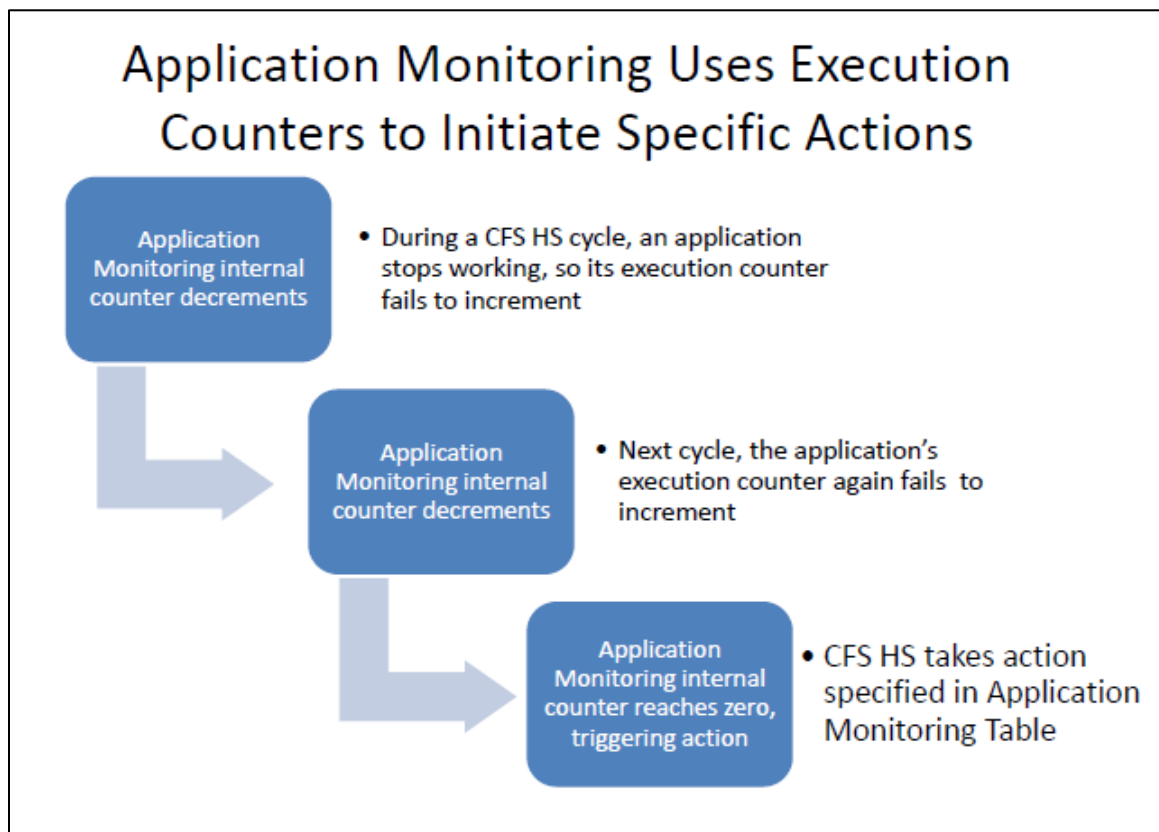 Application Monitoring Uses Execution
Counters to Initiate Specific Actions
Application
Monitoring internal
counter decrements
• During a CFS HS cycle, an application
stops working, so its execution counter
fails to increment
Application
Monitoring internal
counter decrements
• Next cycle, the application’s
execution counter again fails to
increment
Application
Monitoring internal
counter reaches zero,
triggering action
• CFS HS takes action
specified in Application
Monitoring Table